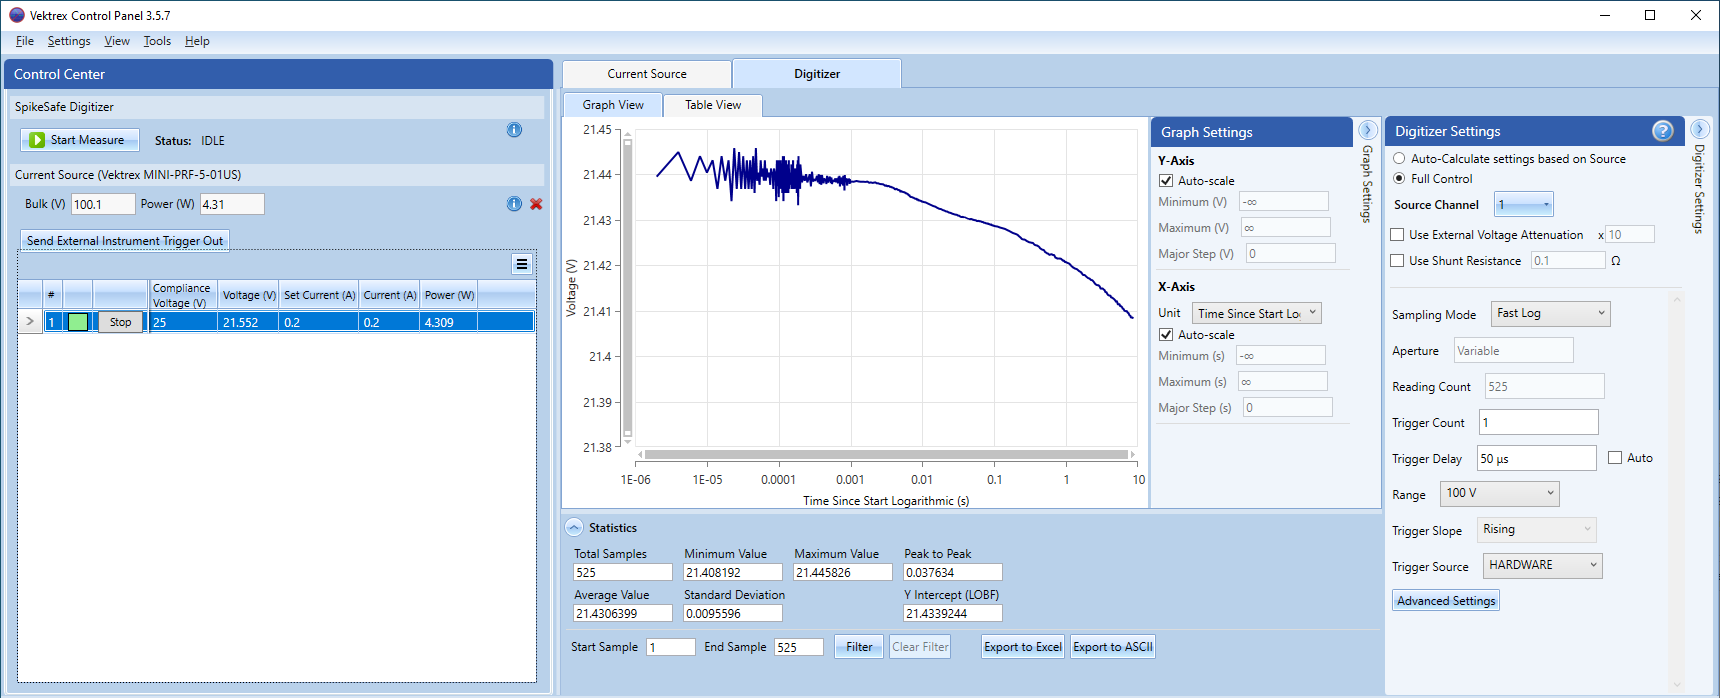 Vektrex Control Panel 3.5.7
File Settings View Tools Help
Control Center
SpikeSafe Digitizer
Start Measure Status: IDLE
Current Source (Vektrex MINI-PRF-5-01US)
Bulk (V) 100.1 Power (W) 4.31
Send External Instrument Trigger Out
# Compliance Voltage (V) Voltage (V) Set Current (A) Current (A) Power (W)
> 1 Stop 25 21.552 0.2 0.2 4.309
Current Source Digitizer
Graph View Table View
21.45
21.44
21.43
21.42
21.41
21.4
21.39
21.38
Voltage (V)
1E-06 1E-05 0.0001 0.001 0.01 0.1 1 10
Time Since Start Logarithmic (s)
Graph Settings
Y-Axis
Auto-scale
Minimum (V) -∞
Maximum (V) ∞
Major Step (V) 0
X-Axis
Unit Time Since Start Lo
Auto-scale
Minimum (s) -∞
Maximum (s) ∞
Major Step (s) 0
Graph Settings
Statistics
Total Samples Minimum Value Maximum Value Peak to Peak
525 21.408192 21.445826 0.037634
Average Value Standard Deviation Y Intercept (LOBF)
21.4306399 0.0095596 21.4339244
Start Sample 1 End Sample 525 Filter Clear Filter Export to Excel Export to ASCII
Digitizer Settings ?
Auto-Calculate settings based on Source
Full Control
Source Channel 1
Use External Voltage Attenuation x 10
Use Shunt Resistance 0.1 Ω
Sampling Mode Fast Log
Aperture Variable
Reading Count 525
Trigger Count 1
Trigger Delay 50 µs Auto
Range 100 V
Trigger Slope Rising
Trigger Source HARDWARE
Advanced Settings
Digitizer Settings